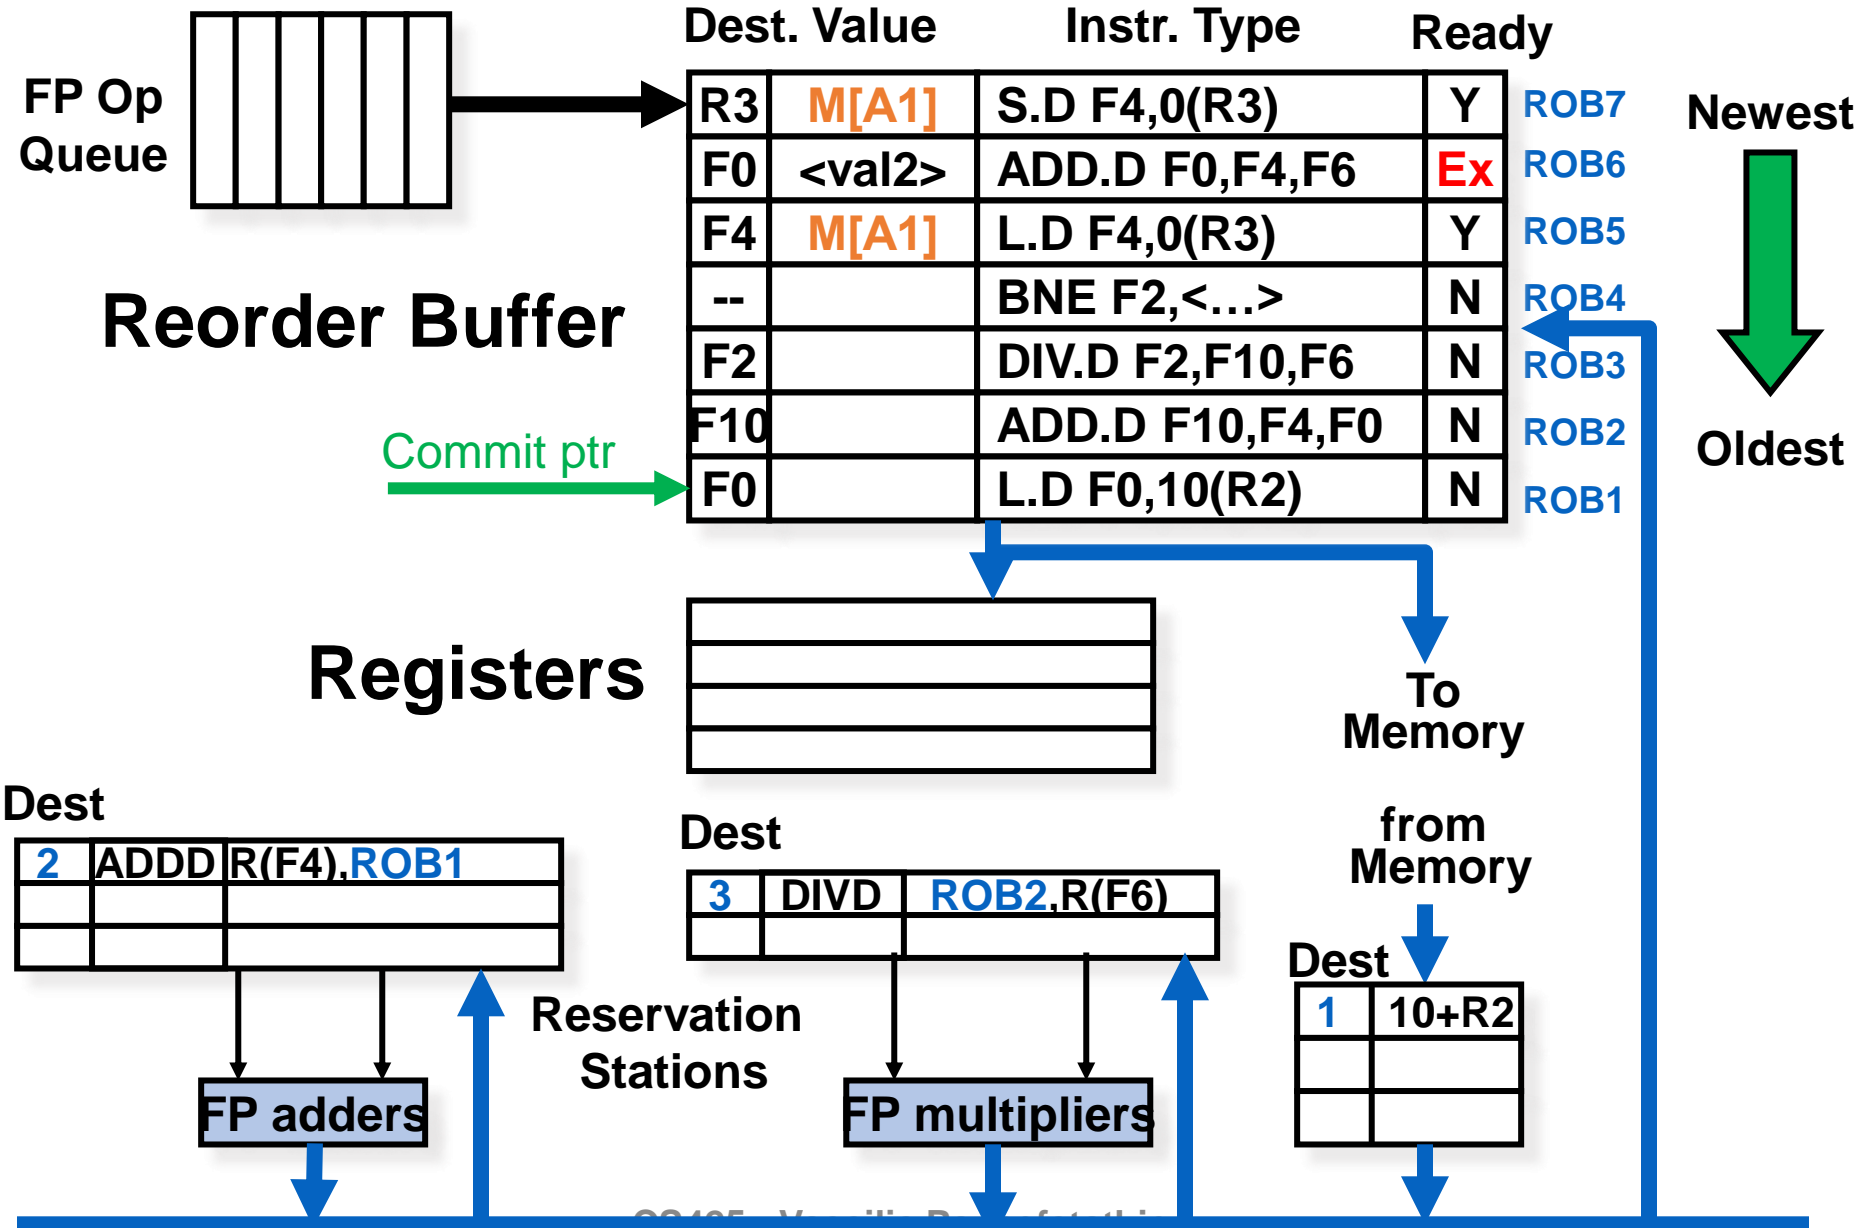 Dest. Value Instr. Type Ready
FP Op
Queue
R3 M[A1] S.D F4,0(R3) Y ROB7
Newest
F0 <val2> ADD.D F0,F4,F6 Ex ROB6
F4 M[A1] L.D F4,0(R3) Y ROB5
Reorder Buffer
-- BNE F2,<...> N ROB4
F2 DIV.D F2,F10,F6 N ROB3
F10 ADD.D F10,F4,F0 N ROB2
Oldest
Commit ptr
F0 L.D F0,10(R2) N ROB1
Registers
To
Memory
Dest
2 ADDD R(F4),ROB1
Dest
3 DIVD ROB2,R(F6)
from
Memory
Dest
1 10+R2
Reservation
Stations
FP adders
FP multipliers